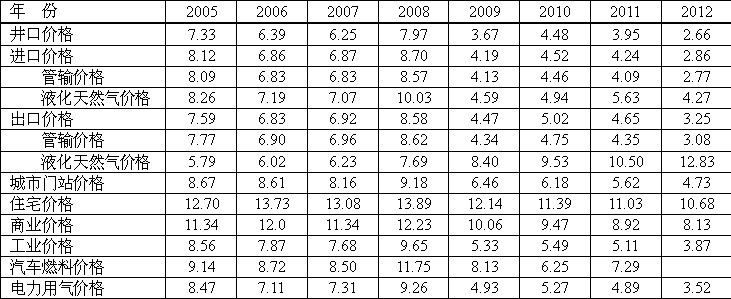 年 份 2005 2006 2007 2008 2009 2010 2011 2012
井口价格 7.33 6.39 6.25 7.97 3.67 4.48 3.95 2.66
进口价格 8.12 6.86 6.87 8.70 4.19 4.52 4.24 2.86
管输价格 8.09 6.83 6.83 8.57 4.13 4.46 4.09 2.77
液化天然气价格 8.26 7.19 7.07 10.03 4.59 4.94 5.63 4.27
出口价格 7.59 6.83 6.92 8.58 4.47 5.02 4.65 3.25
管输价格 7.77 6.90 6.96 8.62 4.34 4.75 4.35 3.08
液化天然气价格 5.79 6.02 6.23 7.69 8.40 9.53 10.50 12.83
城市门站价格 8.67 8.61 8.16 9.18 6.46 6.18 5.62 4.73
住宅价格 12.70 13.73 13.08 13.89 12.14 11.39 11.03 10.68
商业价格 11.34 12.0 11.34 12.23 10.06 9.47 8.92 8.13
工业价格 8.56 7.87 7.68 9.65 5.33 5.49 5.11 3.87
汽车燃料价格 9.14 8.72 8.50 11.75 8.13 6.25 7.29
电力用气价格 8.47 7.11 7.31 9.26 4.93 5.27 4.89 3.52